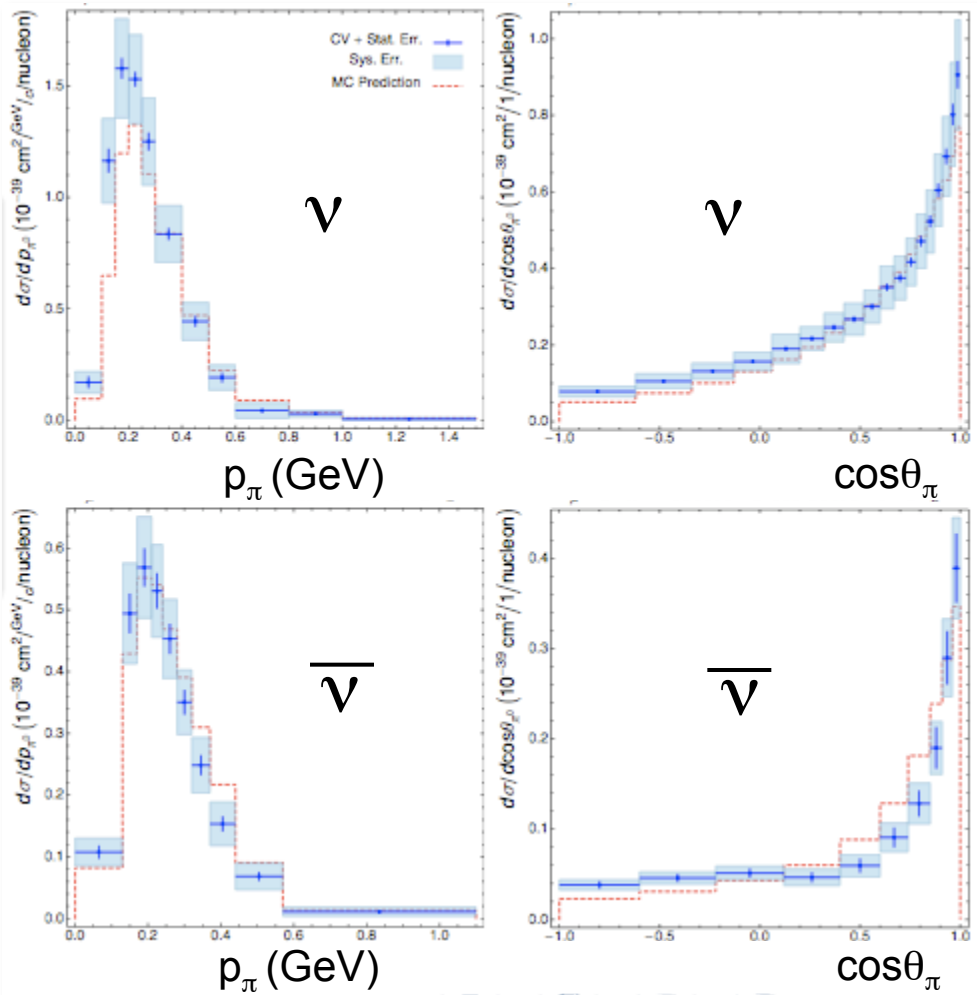 CV + Stat. Err.
Sys. Err.
MC Prediction
ν
dσ/dp_π⁰ (10⁻³⁹ cm²/GeV/c/nucleon)
1.5
1.0
0.5
0.0
0.0 0.2 0.4 0.6 0.8 1.0 1.2 1.4
p_π (GeV)
ν
dσ/dcosθ_π⁰ (10⁻³⁹ cm²/1/nucleon)
1.0
0.8
0.6
0.4
0.2
0.0
-1.0 -0.5 0.0 0.5 1.0
cosθ_π
ν̅
dσ/dp_π⁰ (10⁻³⁹ cm²/GeV/c/nucleon)
0.6
0.5
0.4
0.3
0.2
0.1
0.0
0.0 0.2 0.4 0.6 0.8 1.0
p_π (GeV)
ν̅
dσ/dcosθ_π⁰ (10⁻³⁹ cm²/1/nucleon)
0.4
0.3
0.2
0.1
0.0
-1.0 -0.5 0.0 0.5 1.0
cosθ_π